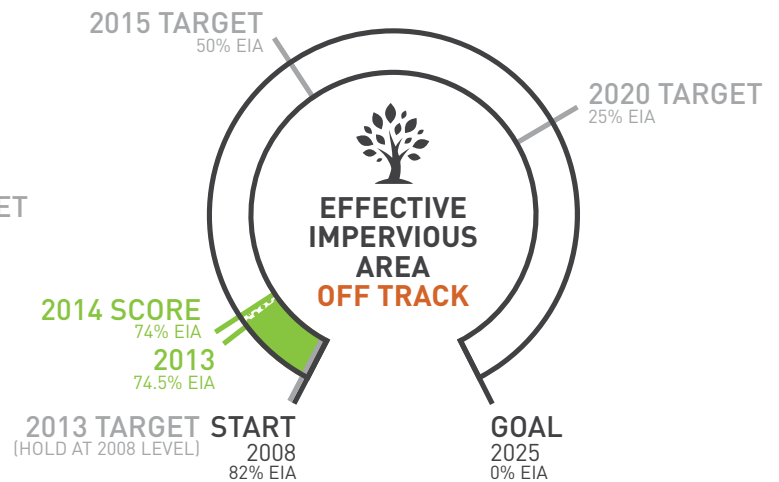 2015 TARGET
50% EIA
2020 TARGET
25% EIA
ET
EFFECTIVE
IMPERVIOUS
AREA
OFF TRACK
2014 SCORE
74% EIA
2013
74.5% EIA
2013 TARGET
(HOLD AT 2008 LEVEL)
START
2008
82% EIA
GOAL
2025
0% EIA